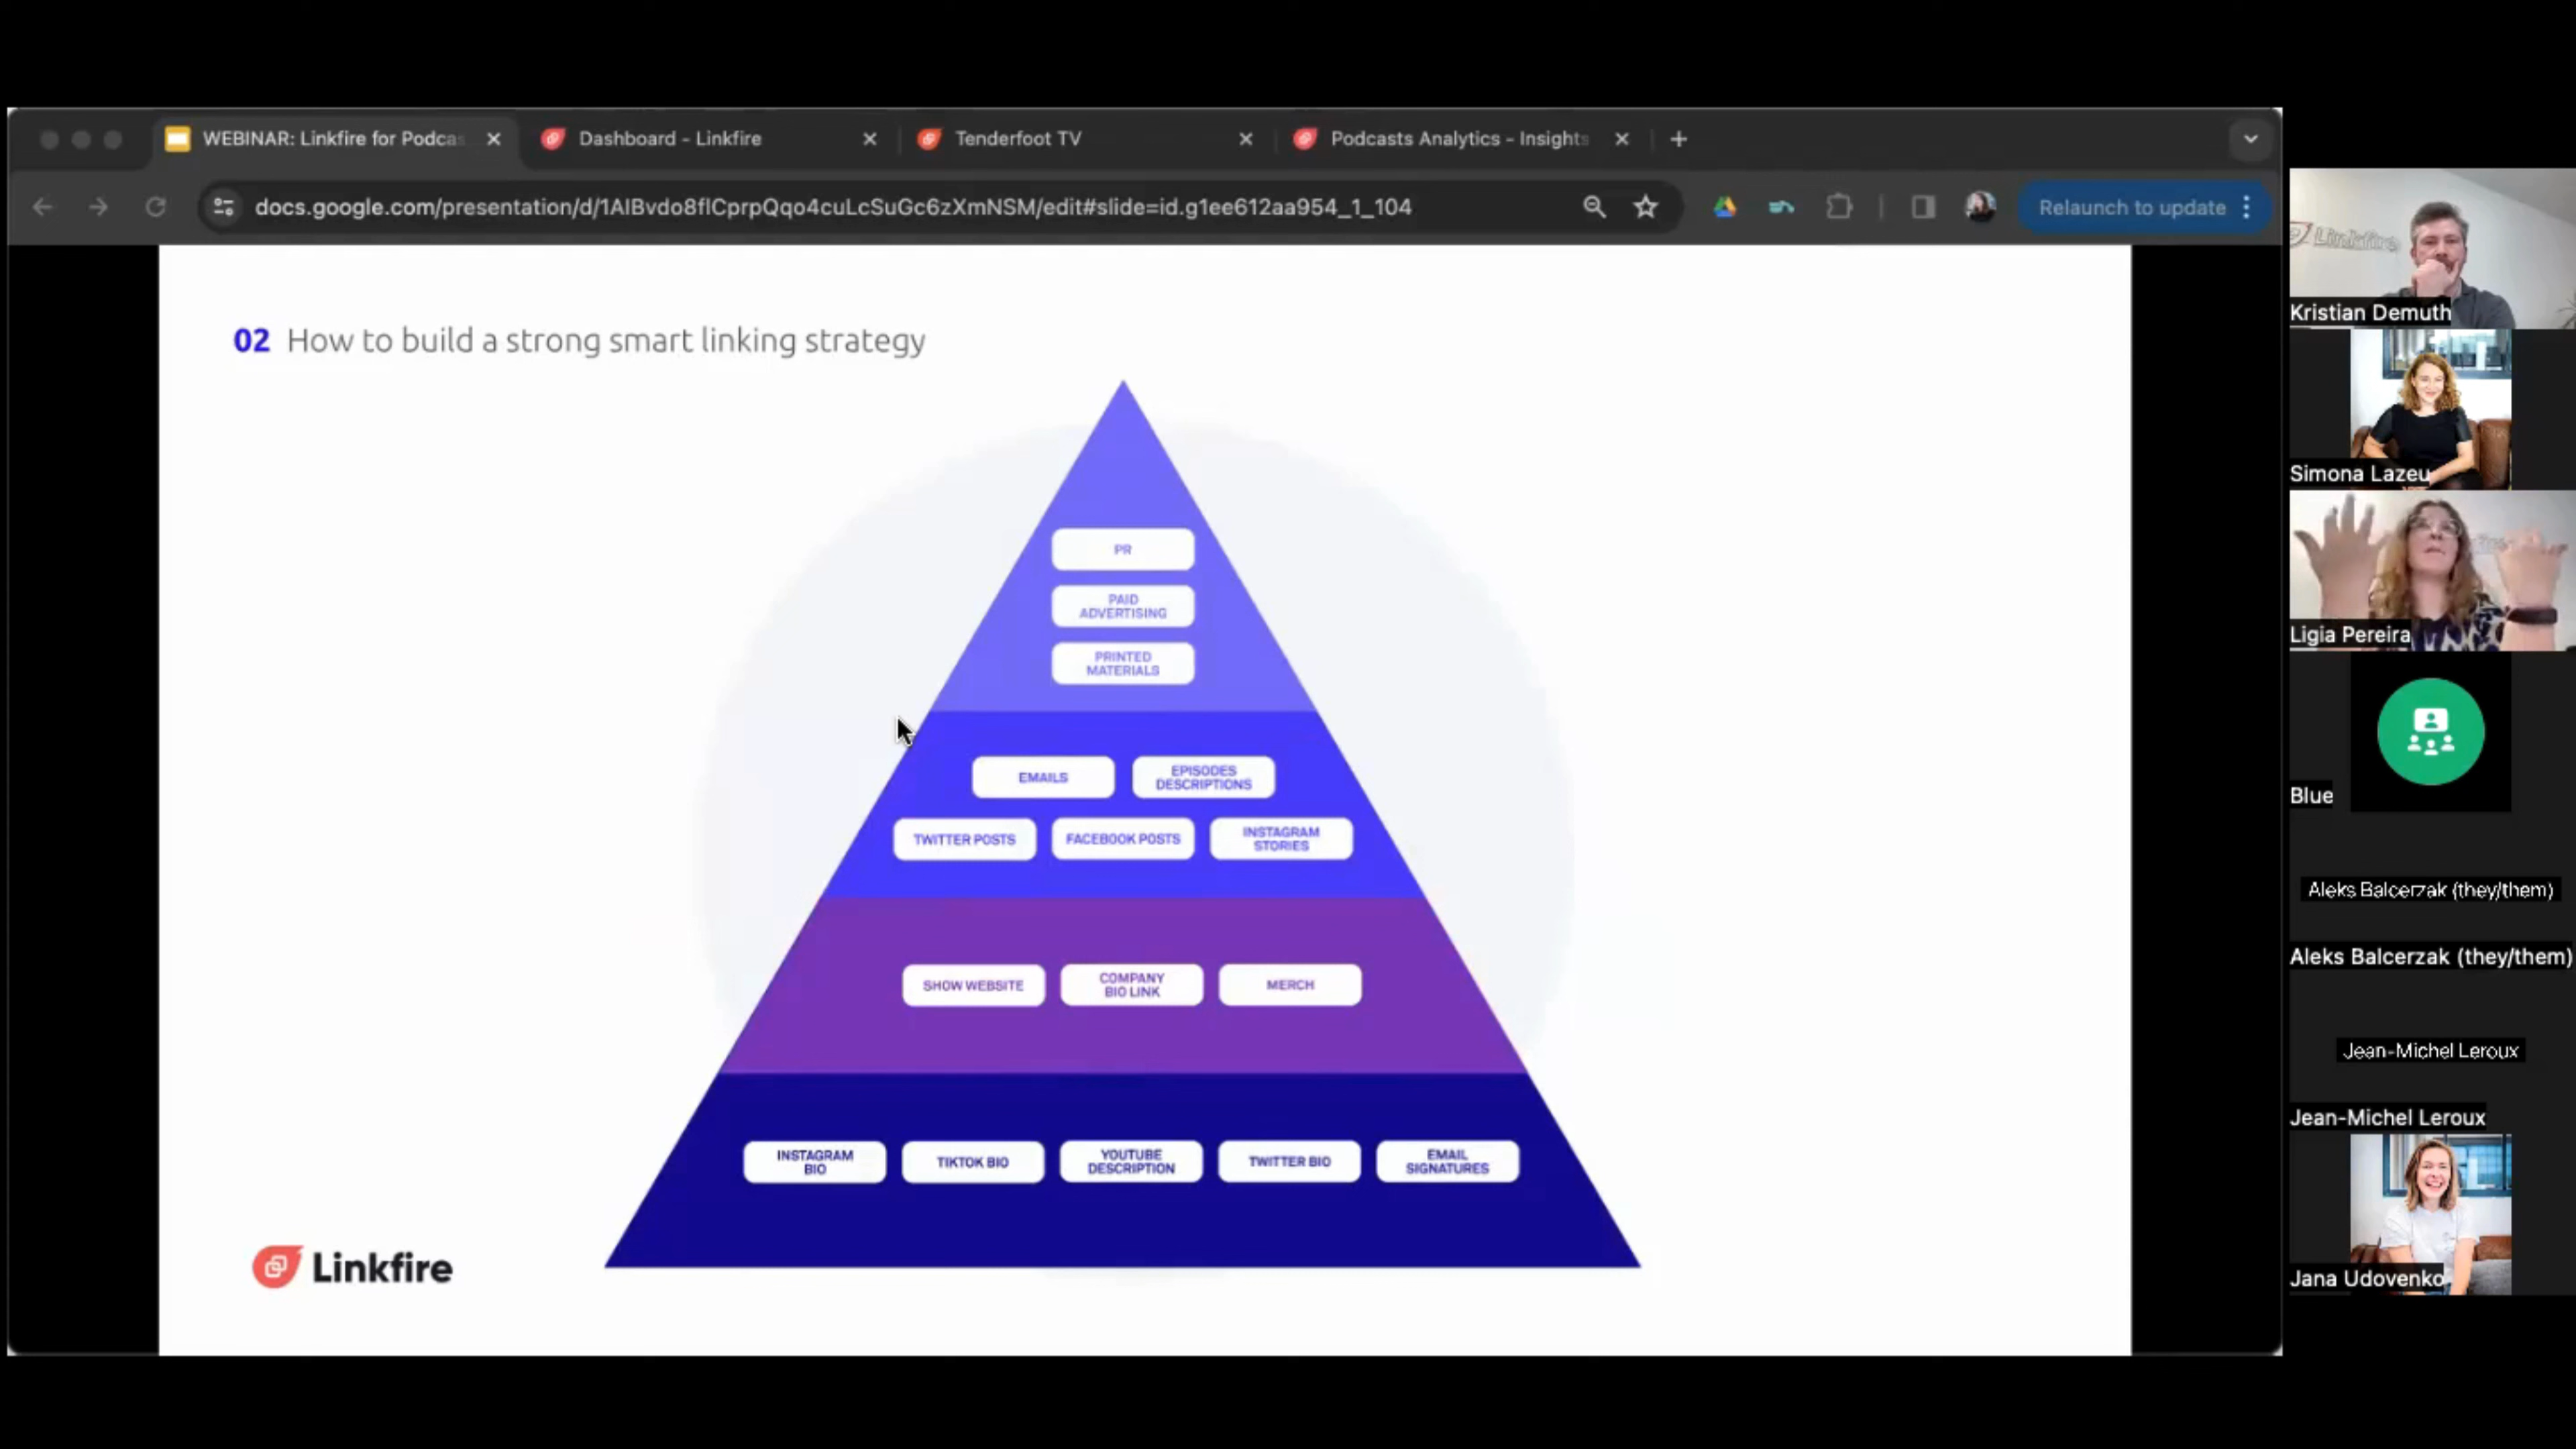 WEBINAR: Linkfire for Podcas
Dashboard - Linkfire
Tenderfoot TV
Podcasts Analytics - Insights
docs.google.com/presentation/d/1AlBvdo8flCprpQqo4cuLcSuGc6zXmNSM/edit#slide=id.g1ee612aa954_1_104
Relaunch to update
02 How to build a strong smart linking strategy
PR
PAID
ADVERTISING
PRINTED
MATERIALS
EMAILS
EPISODES
DESCRIPTIONS
TWITTER POSTS
FACEBOOK POSTS
INSTAGRAM
STORIES
SHOW WEBSITE
COMPANY
BIO LINK
MERCH
INSTAGRAM
BIO
TIKTOK BIO
YOUTUBE
DESCRIPTION
TWITTER BIO
EMAIL
SIGNATURES
Linkfire
Linkfire
Kristian Demuth
Simona Lazeu
Ligia Pereira
Blue
Aleks Balcerzak (they/them)
Aleks Balcerzak (they/them)
Jean-Michel Leroux
Jean-Michel Leroux
Jana Udovenko